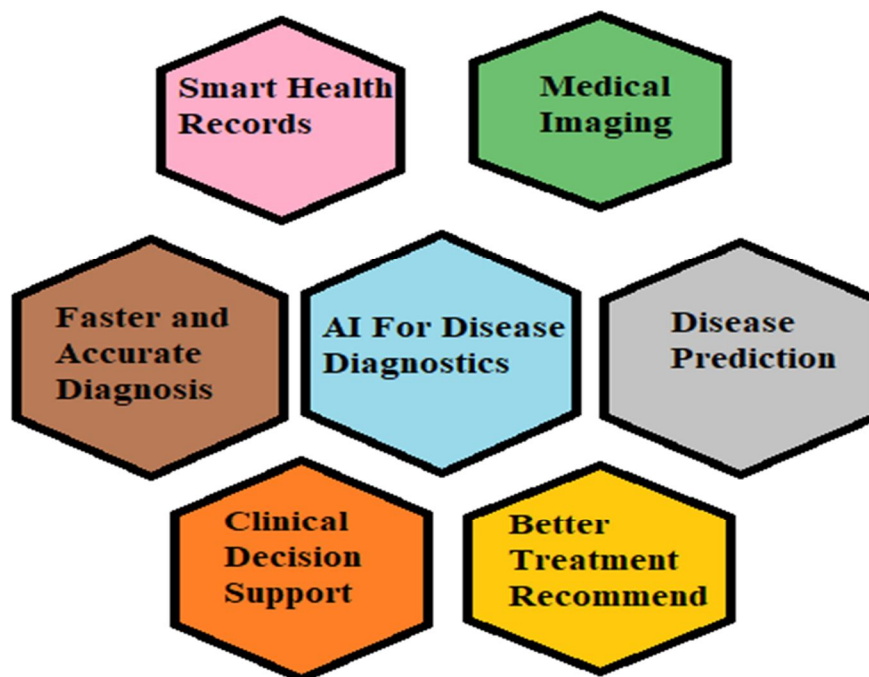 Smart Health
Records
Medical
Imaging
Faster and
Accurate
Diagnosis
AI For Disease
Diagnostics
Disease
Prediction
Clinical
Decision
Support
Better
Treatment
Recommend